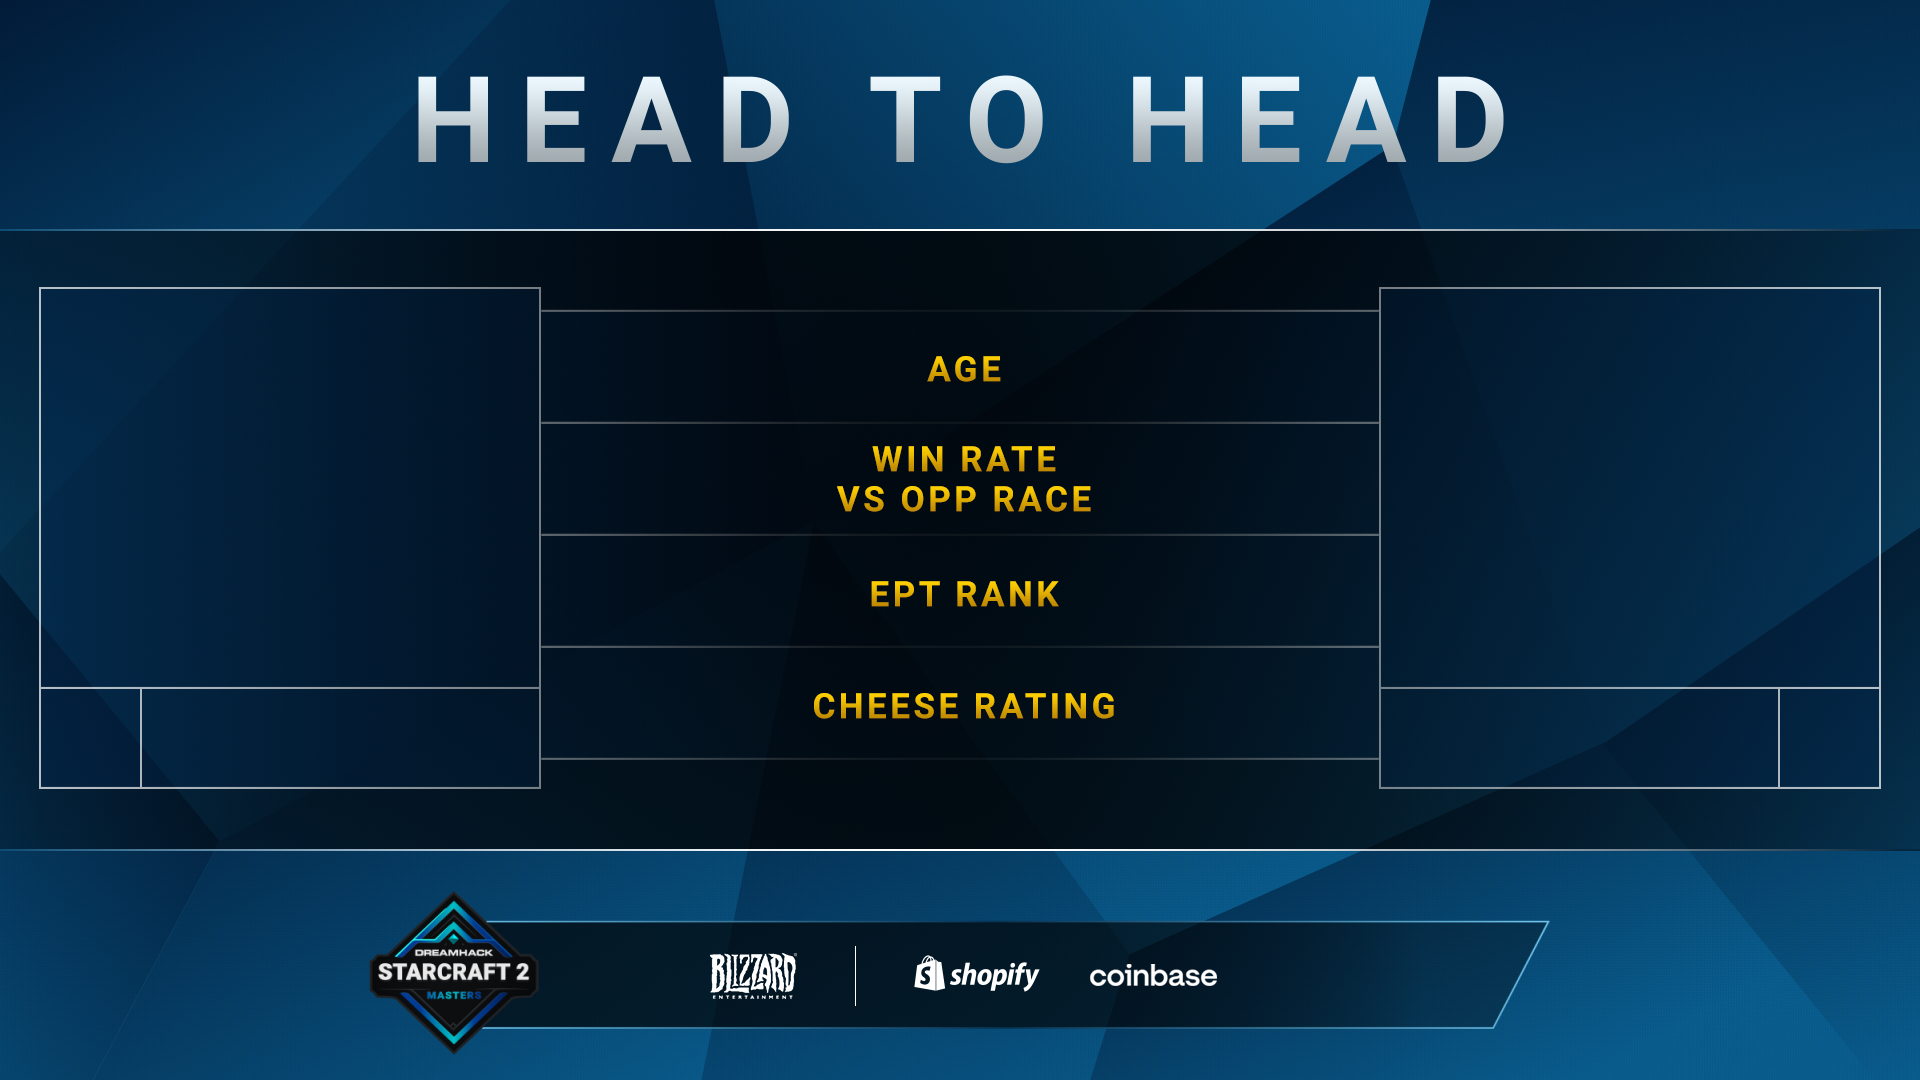 HEAD TO HEAD
AGE
WIN RATE
VS OPP RACE
EPT RANK
CHEESE RATING
DREAMHACK
STARCRAFT 2
MASTERS
BLIZZARD
ENTERTAINMENT
shopify
coinbase